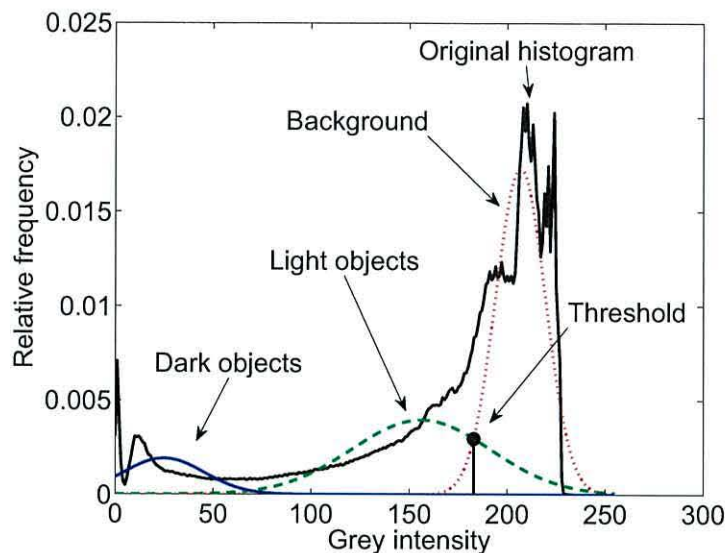 0.025
Original histogram
0.02
Background
0.015
Relative frequency
Light objects
0.01
Threshold
Dark objects
0.005
0
0 50 100 150 200 250 300
Grey intensity